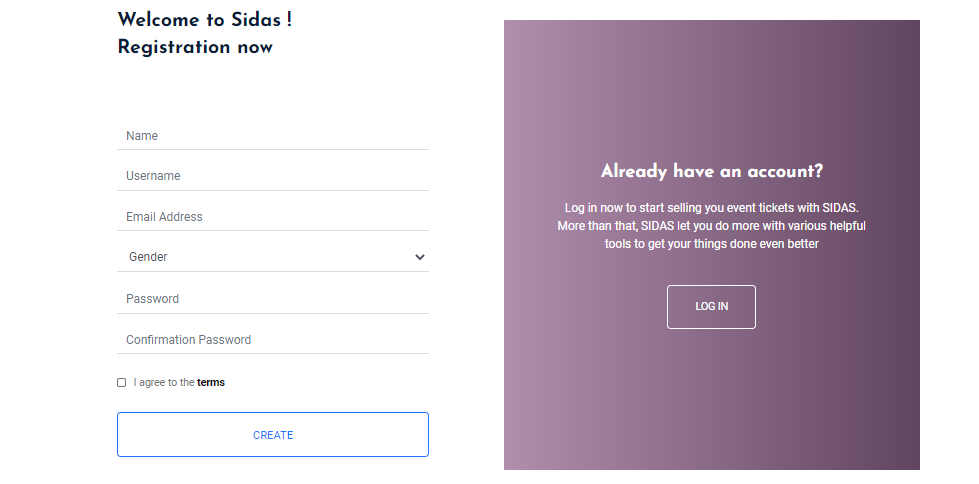 Welcome to Sidas !
Registration now
Name
Username
Email Address
Gender
Password
Confirmation Password
I agree to the terms
CREATE
Already have an account?
Log in now to start selling you event tickets with SIDAS.
More than that, SIDAS let you do more with various helpful
tools to get your things done even better
LOG IN